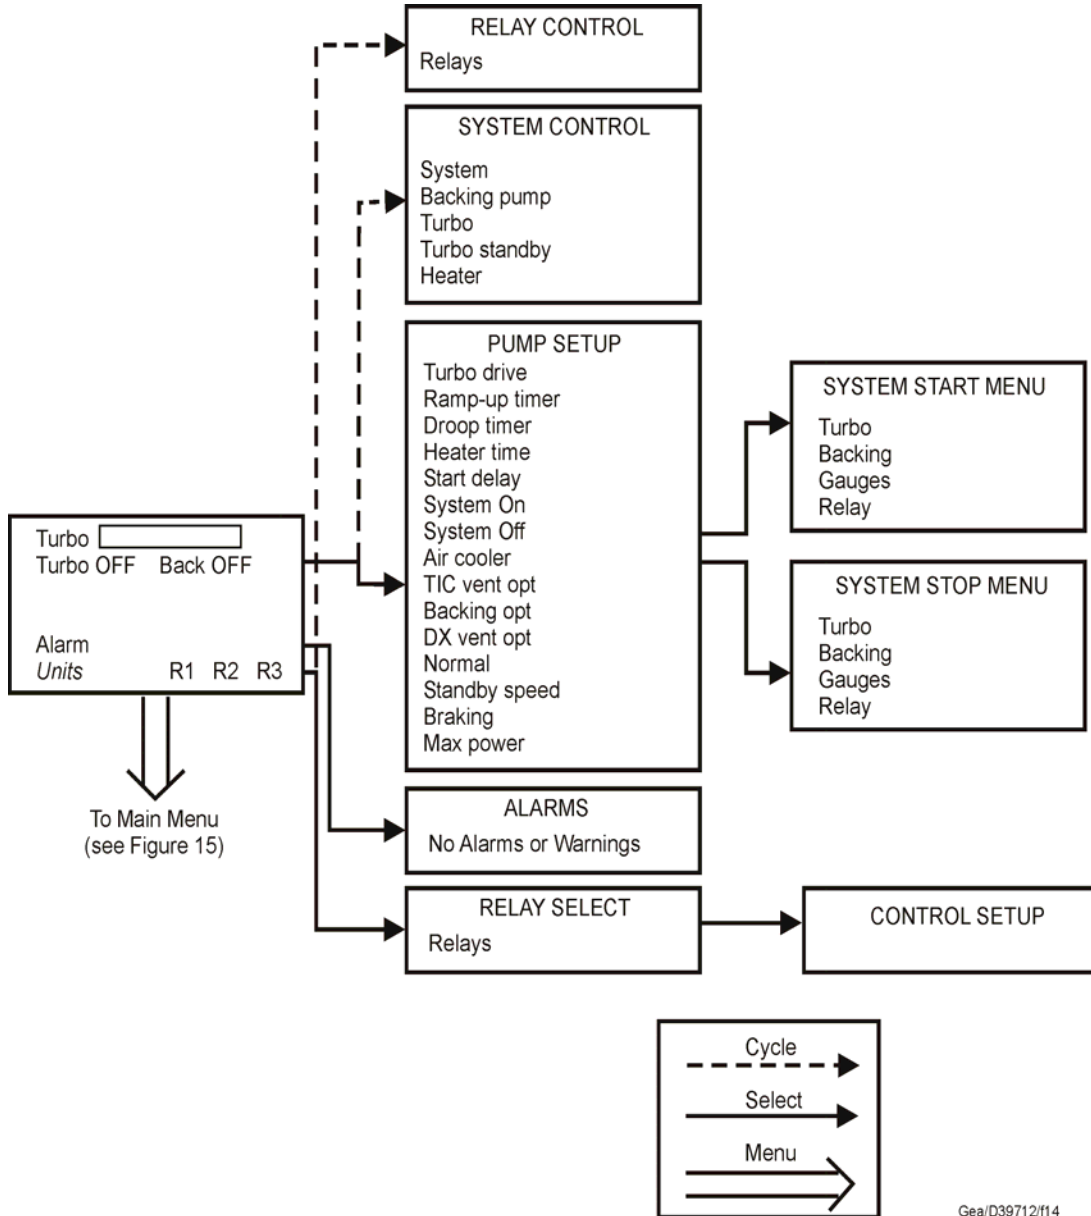 RELAY CONTROL
Relays
SYSTEM CONTROL
System
Backing pump
Turbo
Turbo standby
Heater
PUMP SETUP
Turbo drive
Ramp-up timer
Droop timer
Heater time
Start delay
System On
System Off
Air cooler
TIC vent opt
Backing opt
DX vent opt
Normal
Standby speed
Braking
Max power
SYSTEM START MENU
Turbo
Backing
Gauges
Relay
SYSTEM STOP MENU
Turbo
Backing
Gauges
Relay
Turbo
Turbo OFF Back OFF
Alarm
Units R1 R2 R3
To Main Menu
(see Figure 15)
ALARMS
No Alarms or Warnings
RELAY SELECT
Relays
CONTROL SETUP
Cycle
Select
Menu
Gea/D39712/f14